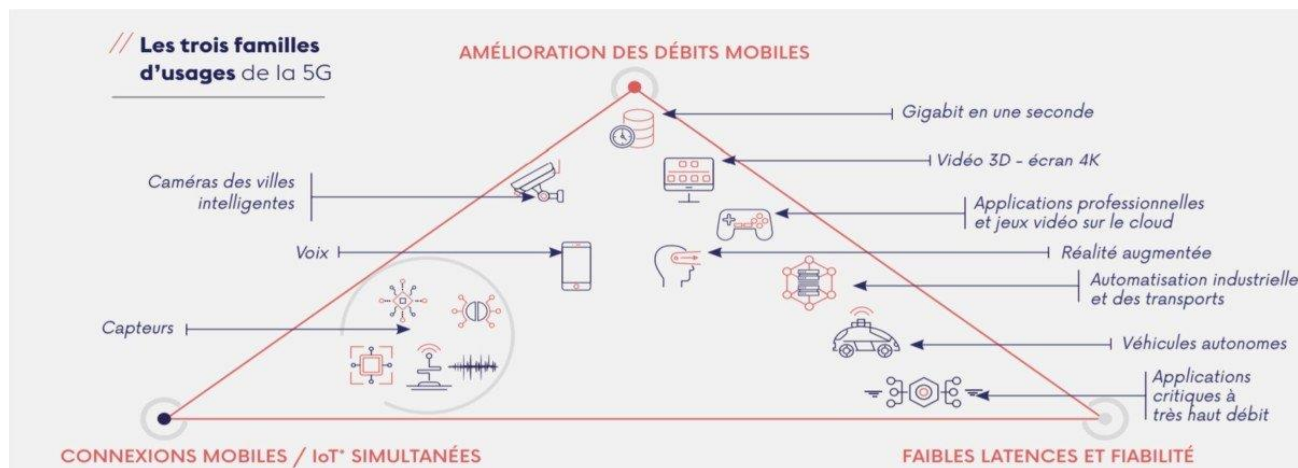 // Les trois familles
d'usages de la 5G
AMÉLIORATION DES DÉBITS MOBILES
Gigabit en une seconde
Vidéo 3D - écran 4K
Caméras des villes
intelligentes
Applications professionnelles
et jeux vidéo sur le cloud
Voix
Réalité augmentée
Automatisation industrielle
et des transports
Capteurs
Véhicules autonomes
Applications
critiques à
très haut débit
CONNEXIONS MOBILES / IoT* SIMULTANÉES
FAIBLES LATENCES ET FIABILITÉ